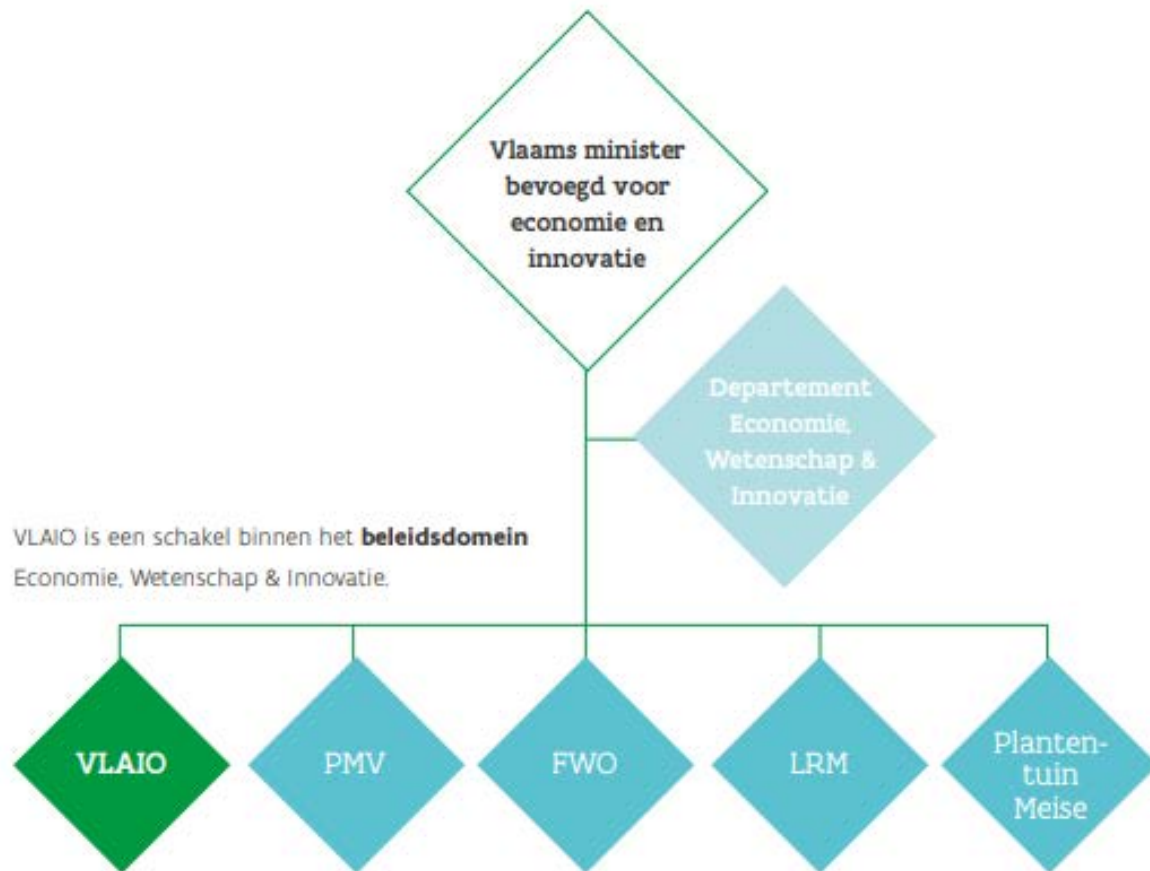 Vlaams minister
bevoegd voor
economie en
innovatie
Departement
Economie,
Wetenschap &
Innovatie
VLAIO is een schakel binnen het beleidsdomein
Economie, Wetenschap & Innovatie.
VLAIO
PMV
FWO
LRM
Planten-
tuin
Meise